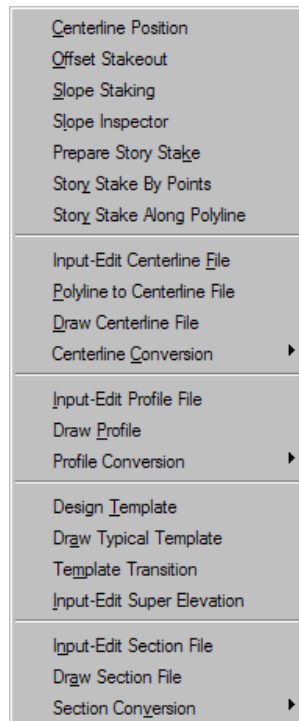 Centerline Position
Offset Stakeout
Slope Staking
Slope Inspector
Prepare Story Stake
Story Stake By Points
Story Stake Along Polyline
Input-Edit Centerline File
Polyline to Centerline File
Draw Centerline File
Centerline Conversion
Input-Edit Profile File
Draw Profile
Profile Conversion
Design Template
Draw Typical Template
Template Transition
Input-Edit Super Elevation
Input-Edit Section File
Draw Section File
Section Conversion